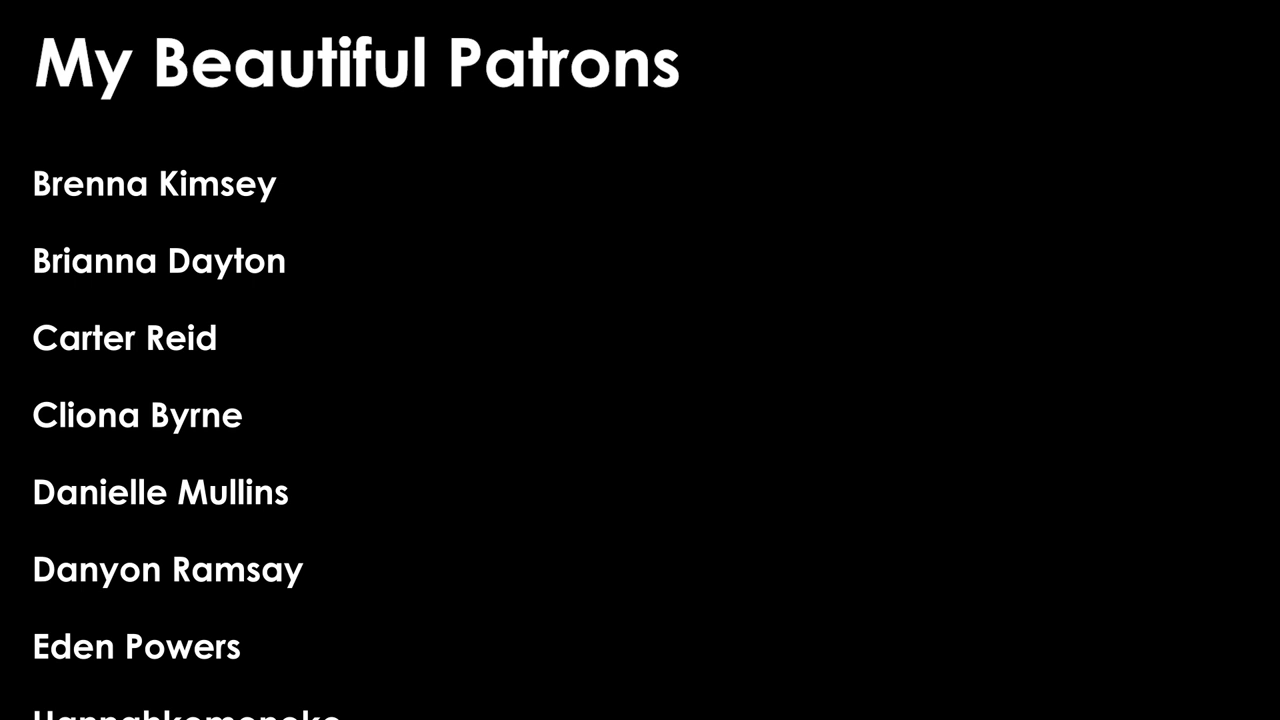 My Beautiful Patrons
Brenna Kimsey
Brianna Dayton
Carter Reid
Cliona Byrne
Danielle Mullins
Danyon Ramsay
Eden Powers